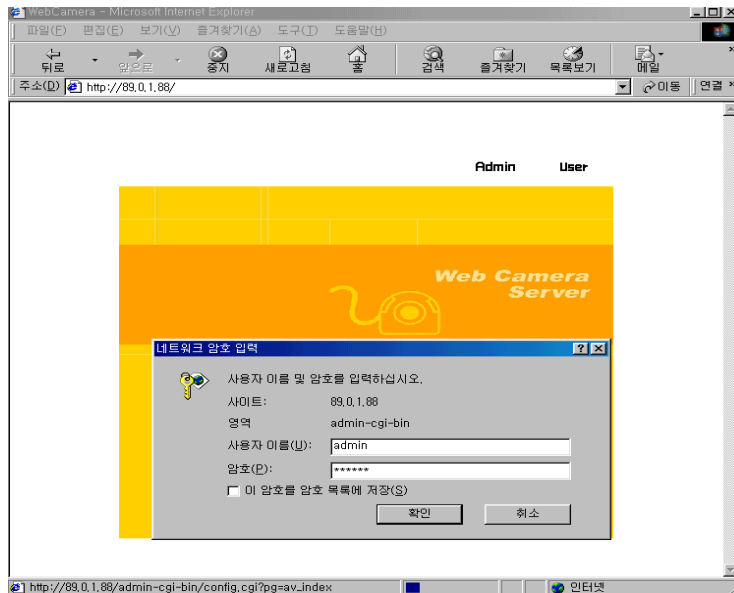 WebCamera - Microsoft Internet Explorer
파일(F) 편집(E) 보기(V) 즐겨찾기(A) 도구(T) 도움말(H)
뒤로 앞으로 중지 새로고침 홈 검색 즐겨찾기 목록보기 메일
주소(D) http://89.0.1.88/ 이동 연결
Admin User
Web Camera
Server
네트워크 암호 입력
사용자 이름 및 암호를 입력하십시오.
사이트: 89.0.1.88
영역 admin-cgi-bin
사용자 이름(U): admin
암호(P): ******
이 암호를 암호 목록에 저장(S)
확인 취소
http://89.0.1.88/admin-cgi-bin/config.cgi?pg=av_index 인터넷